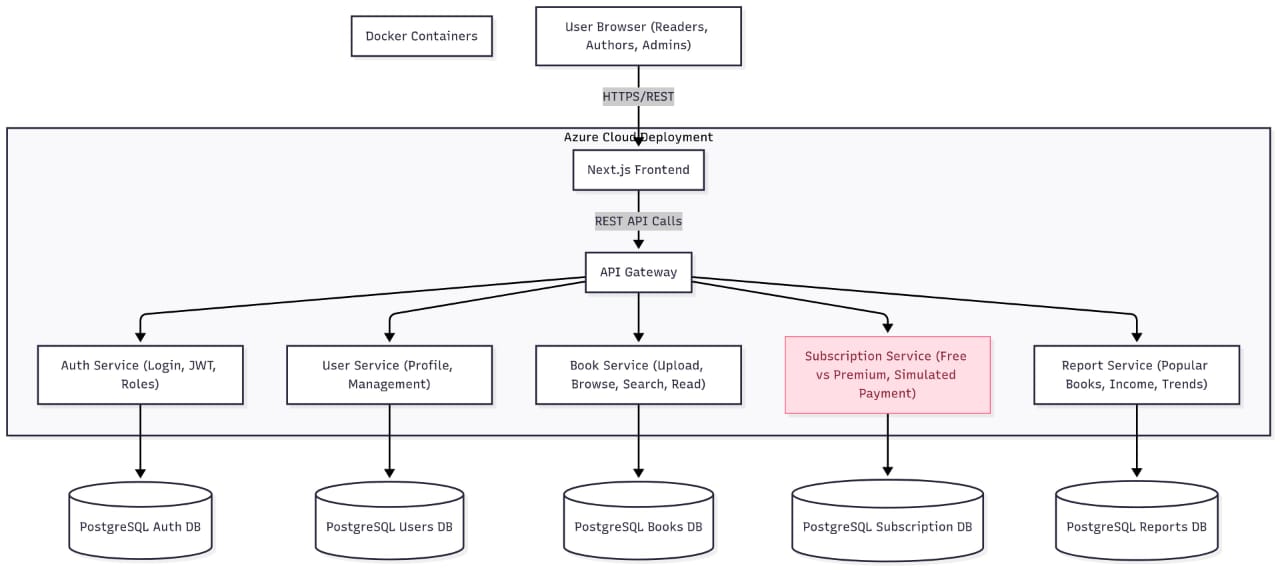 Docker Containers
User Browser (Readers,
Authors, Admins)
HTTPS/REST
Azure Cloud Deployment
Next.js Frontend
REST API Calls
API Gateway
Auth Service (Login, JWT,
Roles)
User Service (Profile,
Management)
Book Service (Upload,
Browse, Search, Read)
Subscription Service (Free
vs Premium, Simulated
Payment)
Report Service (Popular
Books, Income, Trends)
PostgreSQL Auth DB
PostgreSQL Users DB
PostgreSQL Books DB
PostgreSQL Subscription DB
PostgreSQL Reports DB